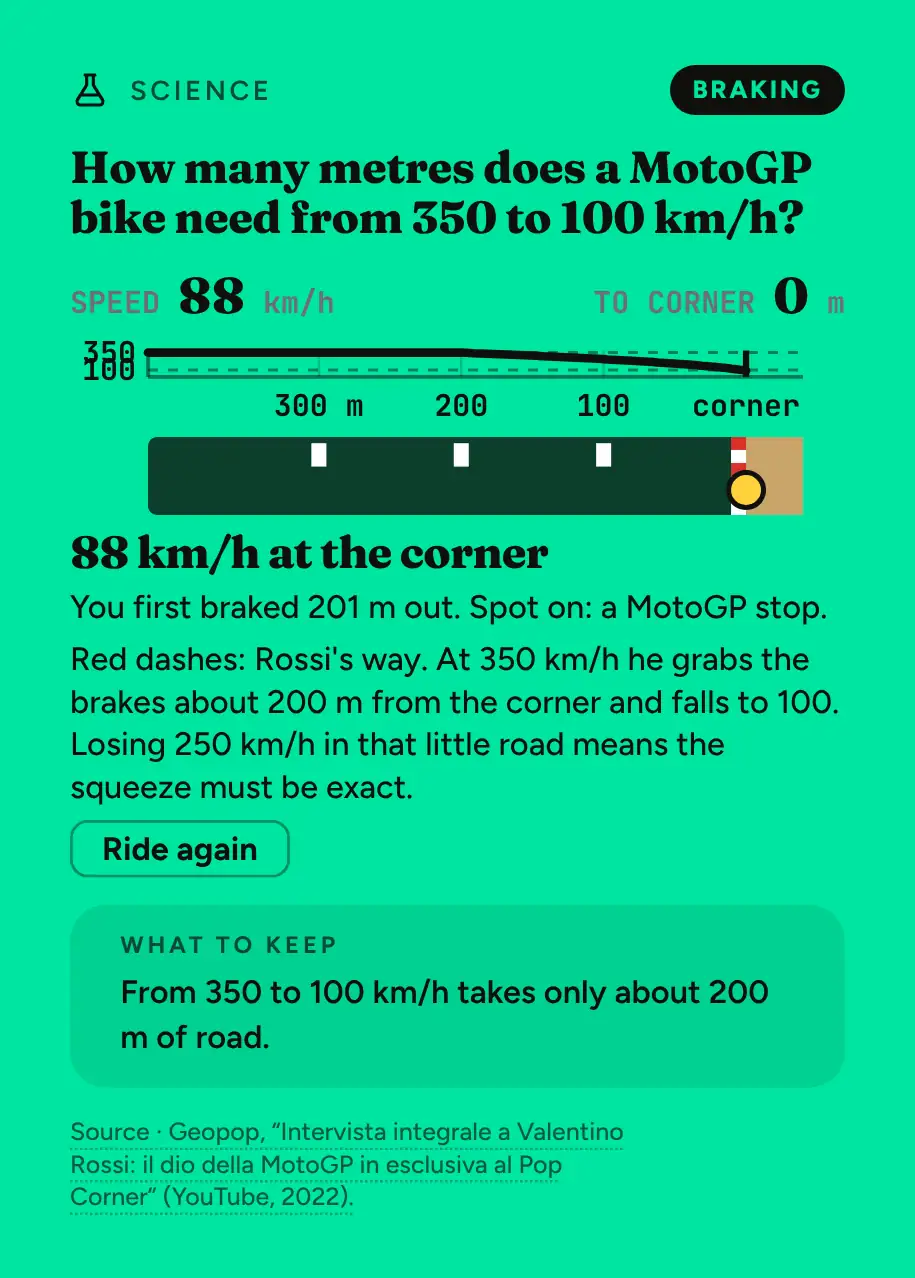 SCIENCE
BRAKING
How many metres does a MotoGP
bike need from 350 to 100 km/h?
SPEED 88 km/h
TO CORNER 0 m
350
100
300 m 200 100 corner
88 km/h at the corner
You first braked 201 m out. Spot on: a MotoGP stop.
Red dashes: Rossi's way. At 350 km/h he grabs the
brakes about 200 m from the corner and falls to 100.
Losing 250 km/h in that little road means the
squeeze must be exact.
Ride again
WHAT TO KEEP
From 350 to 100 km/h takes only about 200
m of road.
Source · Geopop, “Intervista integrale a Valentino
Rossi: il dio della MotoGP in esclusiva al Pop
Corner” (YouTube, 2022).